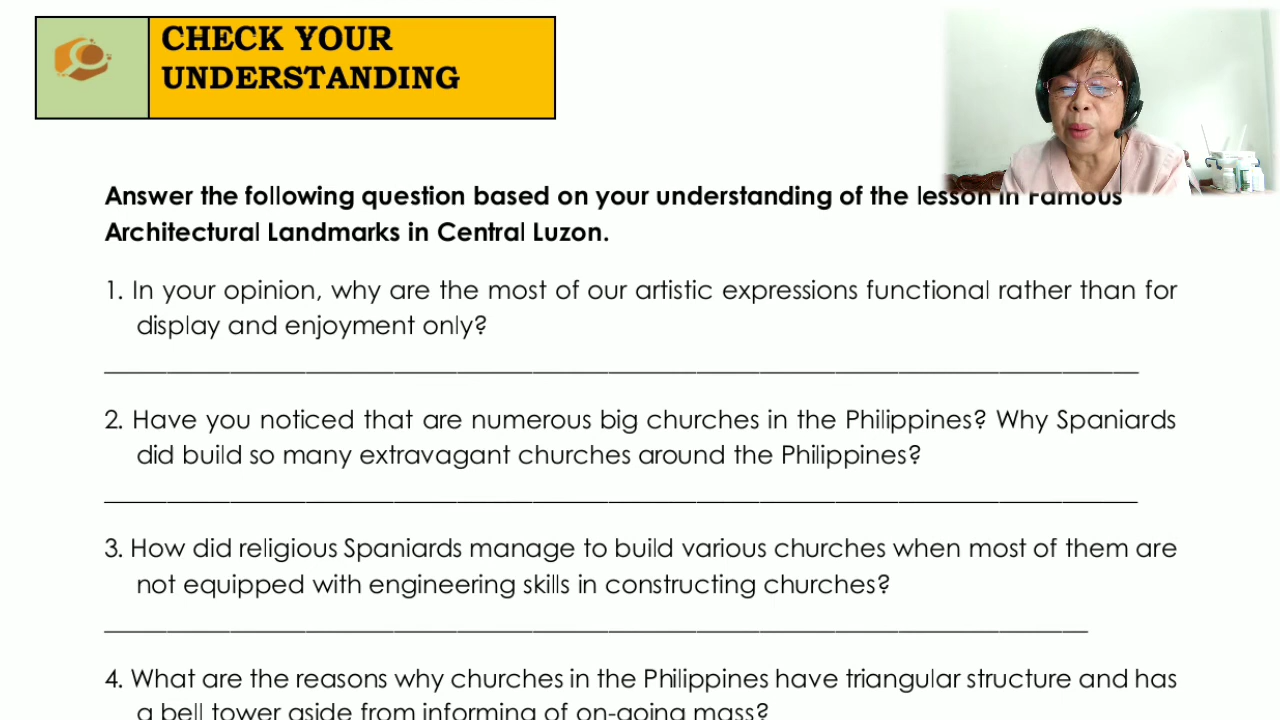 CHECK YOUR
UNDERSTANDING
Answer the following question based on your understanding of the lesson in Famous
Architectural Landmarks in Central Luzon.
1. In your opinion, why are the most of our artistic expressions functional rather than for
display and enjoyment only?
2. Have you noticed that are numerous big churches in the Philippines? Why Spaniards
did build so many extravagant churches around the Philippines?
3. How did religious Spaniards manage to build various churches when most of them are
not equipped with engineering skills in constructing churches?
4. What are the reasons why churches in the Philippines have triangular structure and has
a bell tower aside from informing of on-going mass?